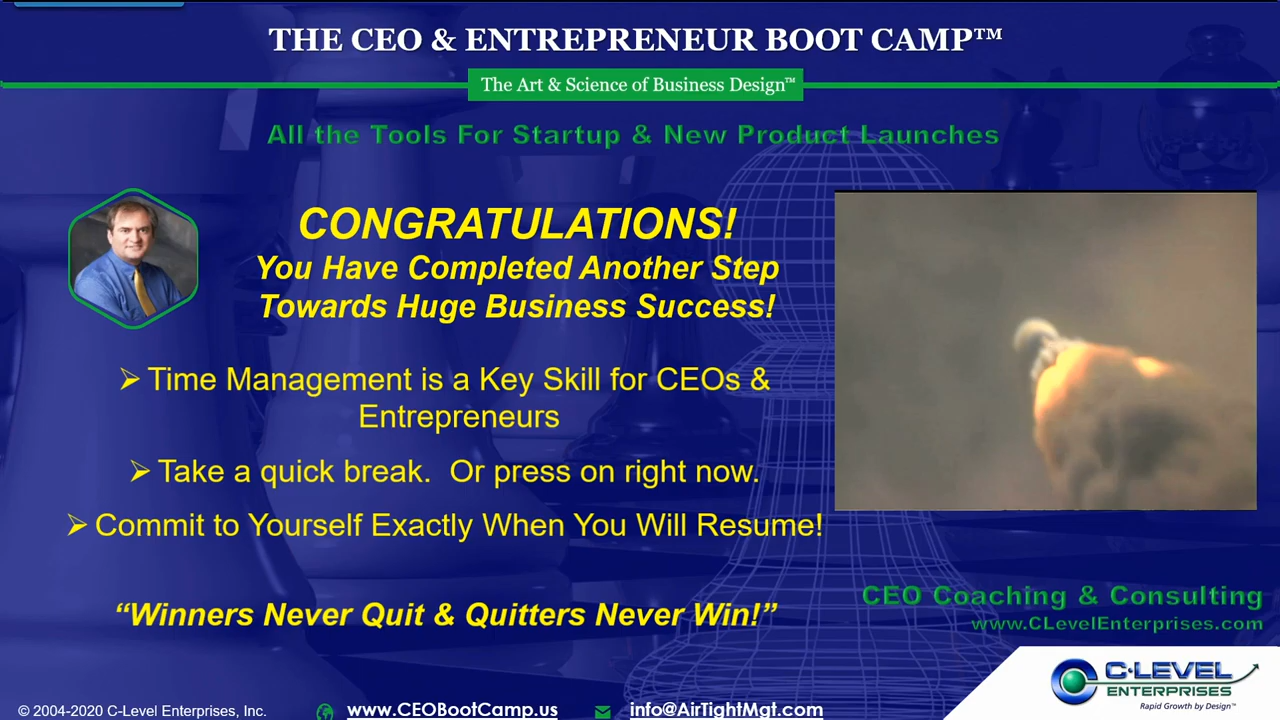 THE CEO & ENTREPRENEUR BOOT CAMP™
The Art & Science of Business Design™
All the Tools For Startup & New Product Launches
CONGRATULATIONS!
You Have Completed Another Step
Towards Huge Business Success!
➢ Time Management is a Key Skill for CEOs &
Entrepreneurs
➢ Take a quick break.  Or press on right now.
➢ Commit to Yourself Exactly When You Will Resume!
“Winners Never Quit & Quitters Never Win!”
CEO Coaching & Consulting
www.CLevelEnterprises.com
C-LEVEL
ENTERPRISES
Rapid Growth by Design™
© 2004-2020 C-Level Enterprises, Inc.
www.CEOBootCamp.us
info@AirTightMgt.com